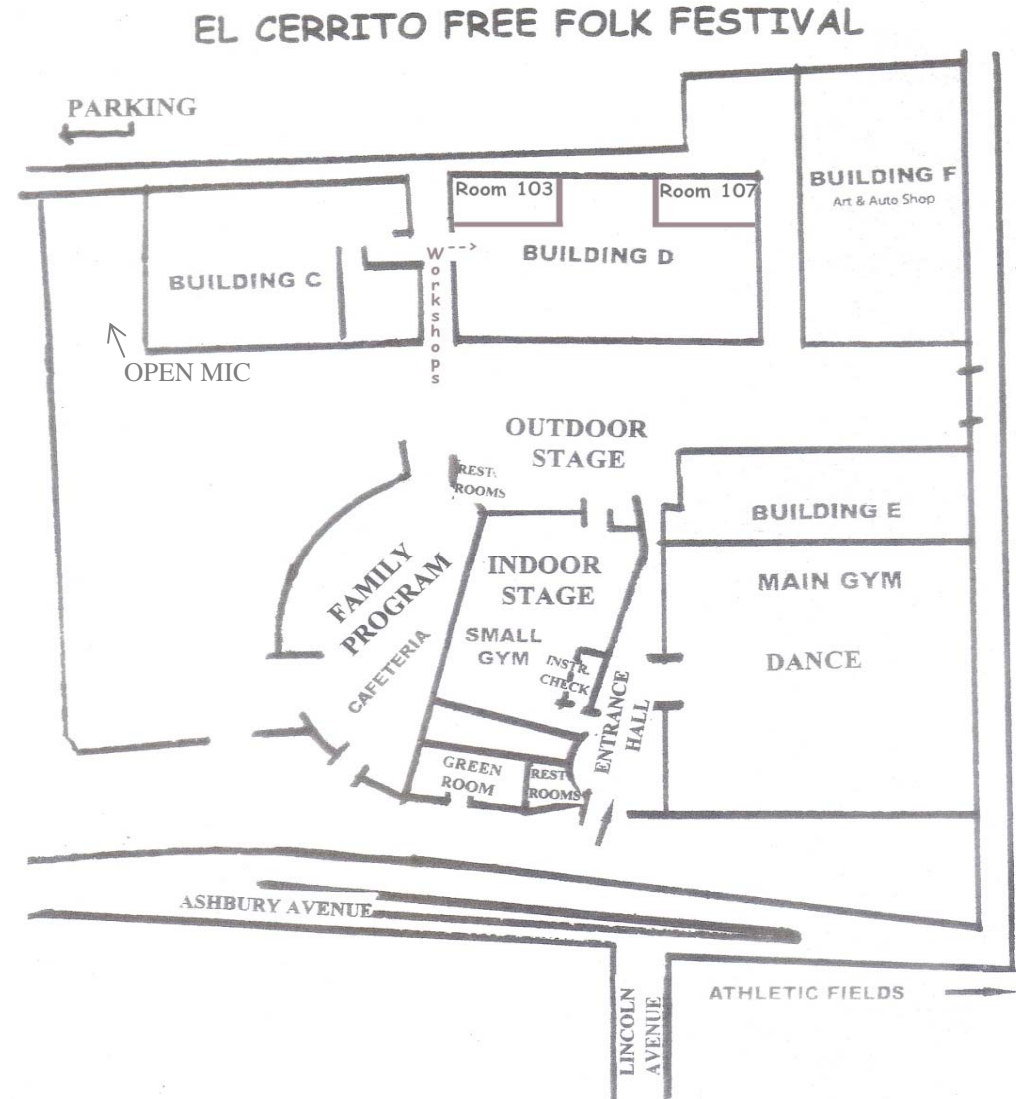 EL CERRITO FREE FOLK FESTIVAL
PARKING
Room 103
Room 107
BUILDING F
Art & Auto Shop
Workshops
-->
BUILDING D
BUILDING C
OPEN MIC
OUTDOOR
STAGE
REST
ROOMS
BUILDING E
INDOOR
STAGE
FAMILY
PROGRAM
CAFETERIA
SMALL
GYM
INSTR.
CHECK
MAIN GYM
DANCE
ENTRANCE
HALL
GREEN
ROOM
REST
ROOMS
ASHBURY AVENUE
LINCOLN
AVENUE
ATHLETIC FIELDS